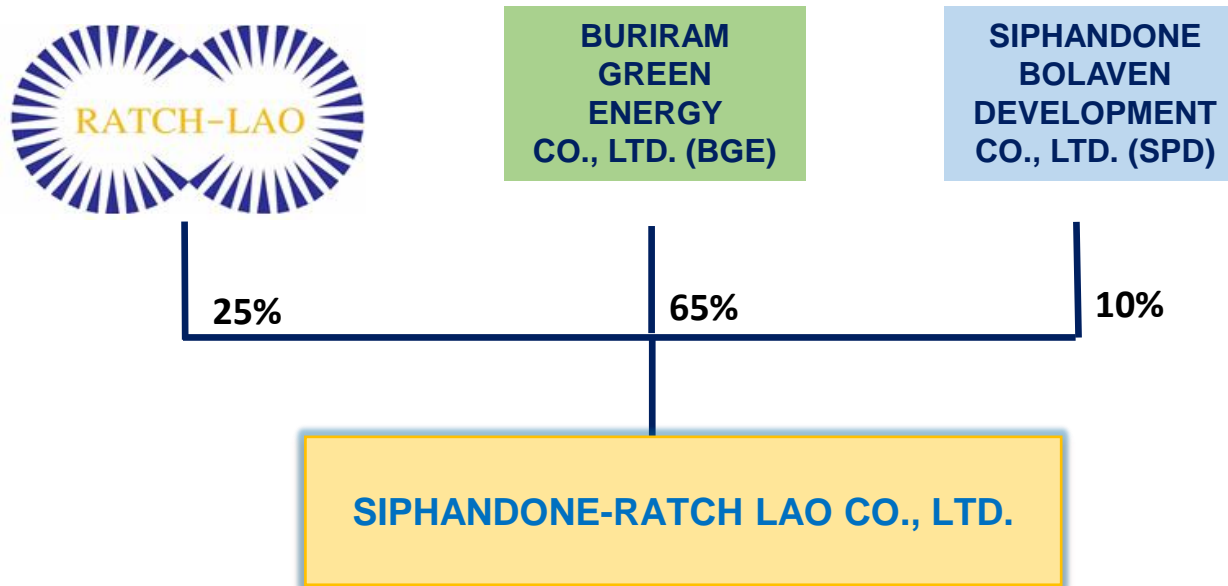 RATCH-LAO
BURIRAM
GREEN
ENERGY
CO., LTD. (BGE)
SIPHANDONE
BOLAVEN
DEVELOPMENT
CO., LTD. (SPD)
25%
65%
10%
SIPHANDONE-RATCH LAO CO., LTD.